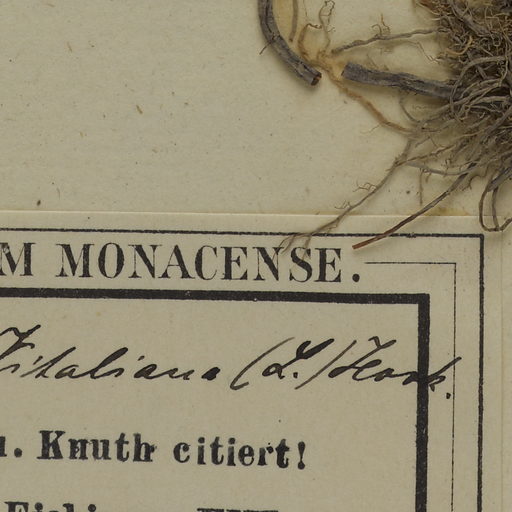 M MONACENSE.
Vitaliana (L.) Hook.
u. Knuth citiert!